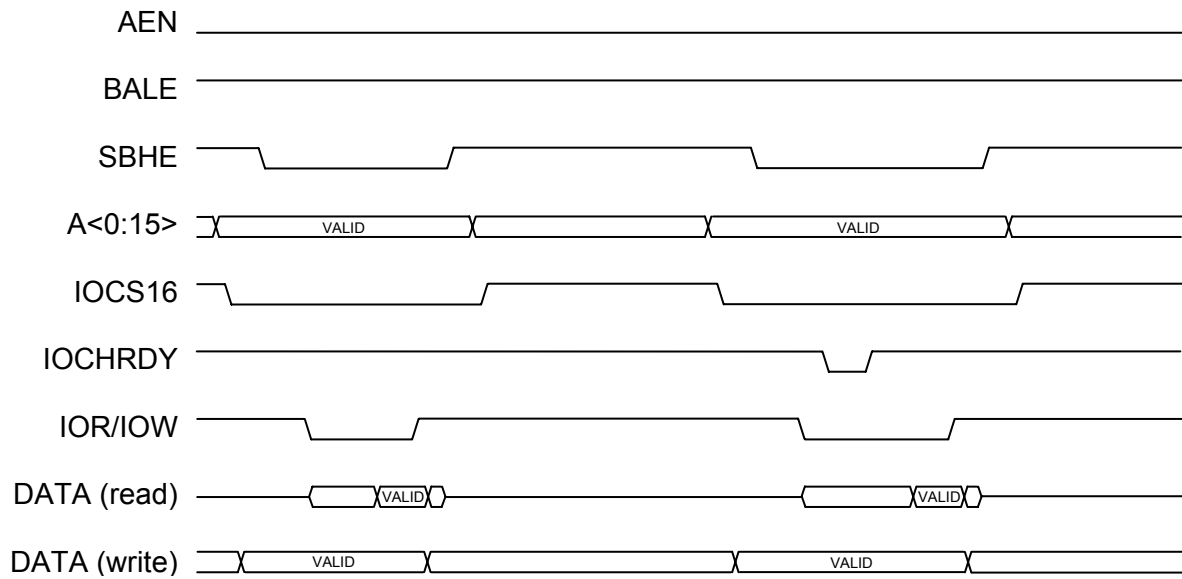 AEN
BALE
SBHE
A<0:15> VALID VALID
IOCS16
IOCHRDY
IOR/IOW
DATA (read) VALID VALID
DATA (write) VALID VALID